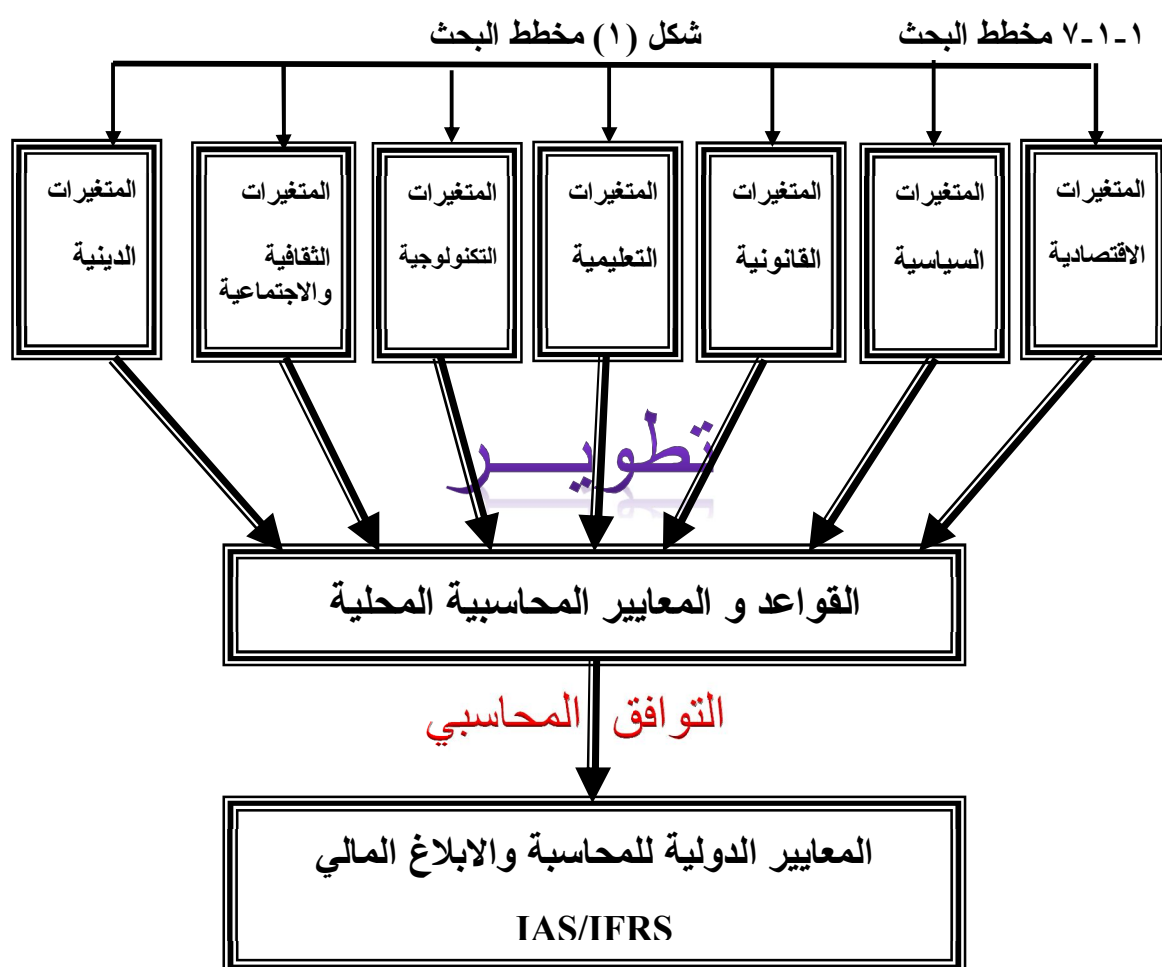 ١-١-٧ مخطط البحث
شكل (١) مخطط البحث
المتغيرات
الاقتصادية
المتغيرات
السياسية
المتغيرات
القانونية
المتغيرات
التعليمية
المتغيرات
التكنولوجية
المتغيرات
الثقافية
والاجتماعية
المتغيرات
الدينية
تطويـــر
القواعد و المعايير المحاسبية المحلية
التوافق المحاسبي
المعايير الدولية للمحاسبة والابلاغ المالي
IAS/IFRS